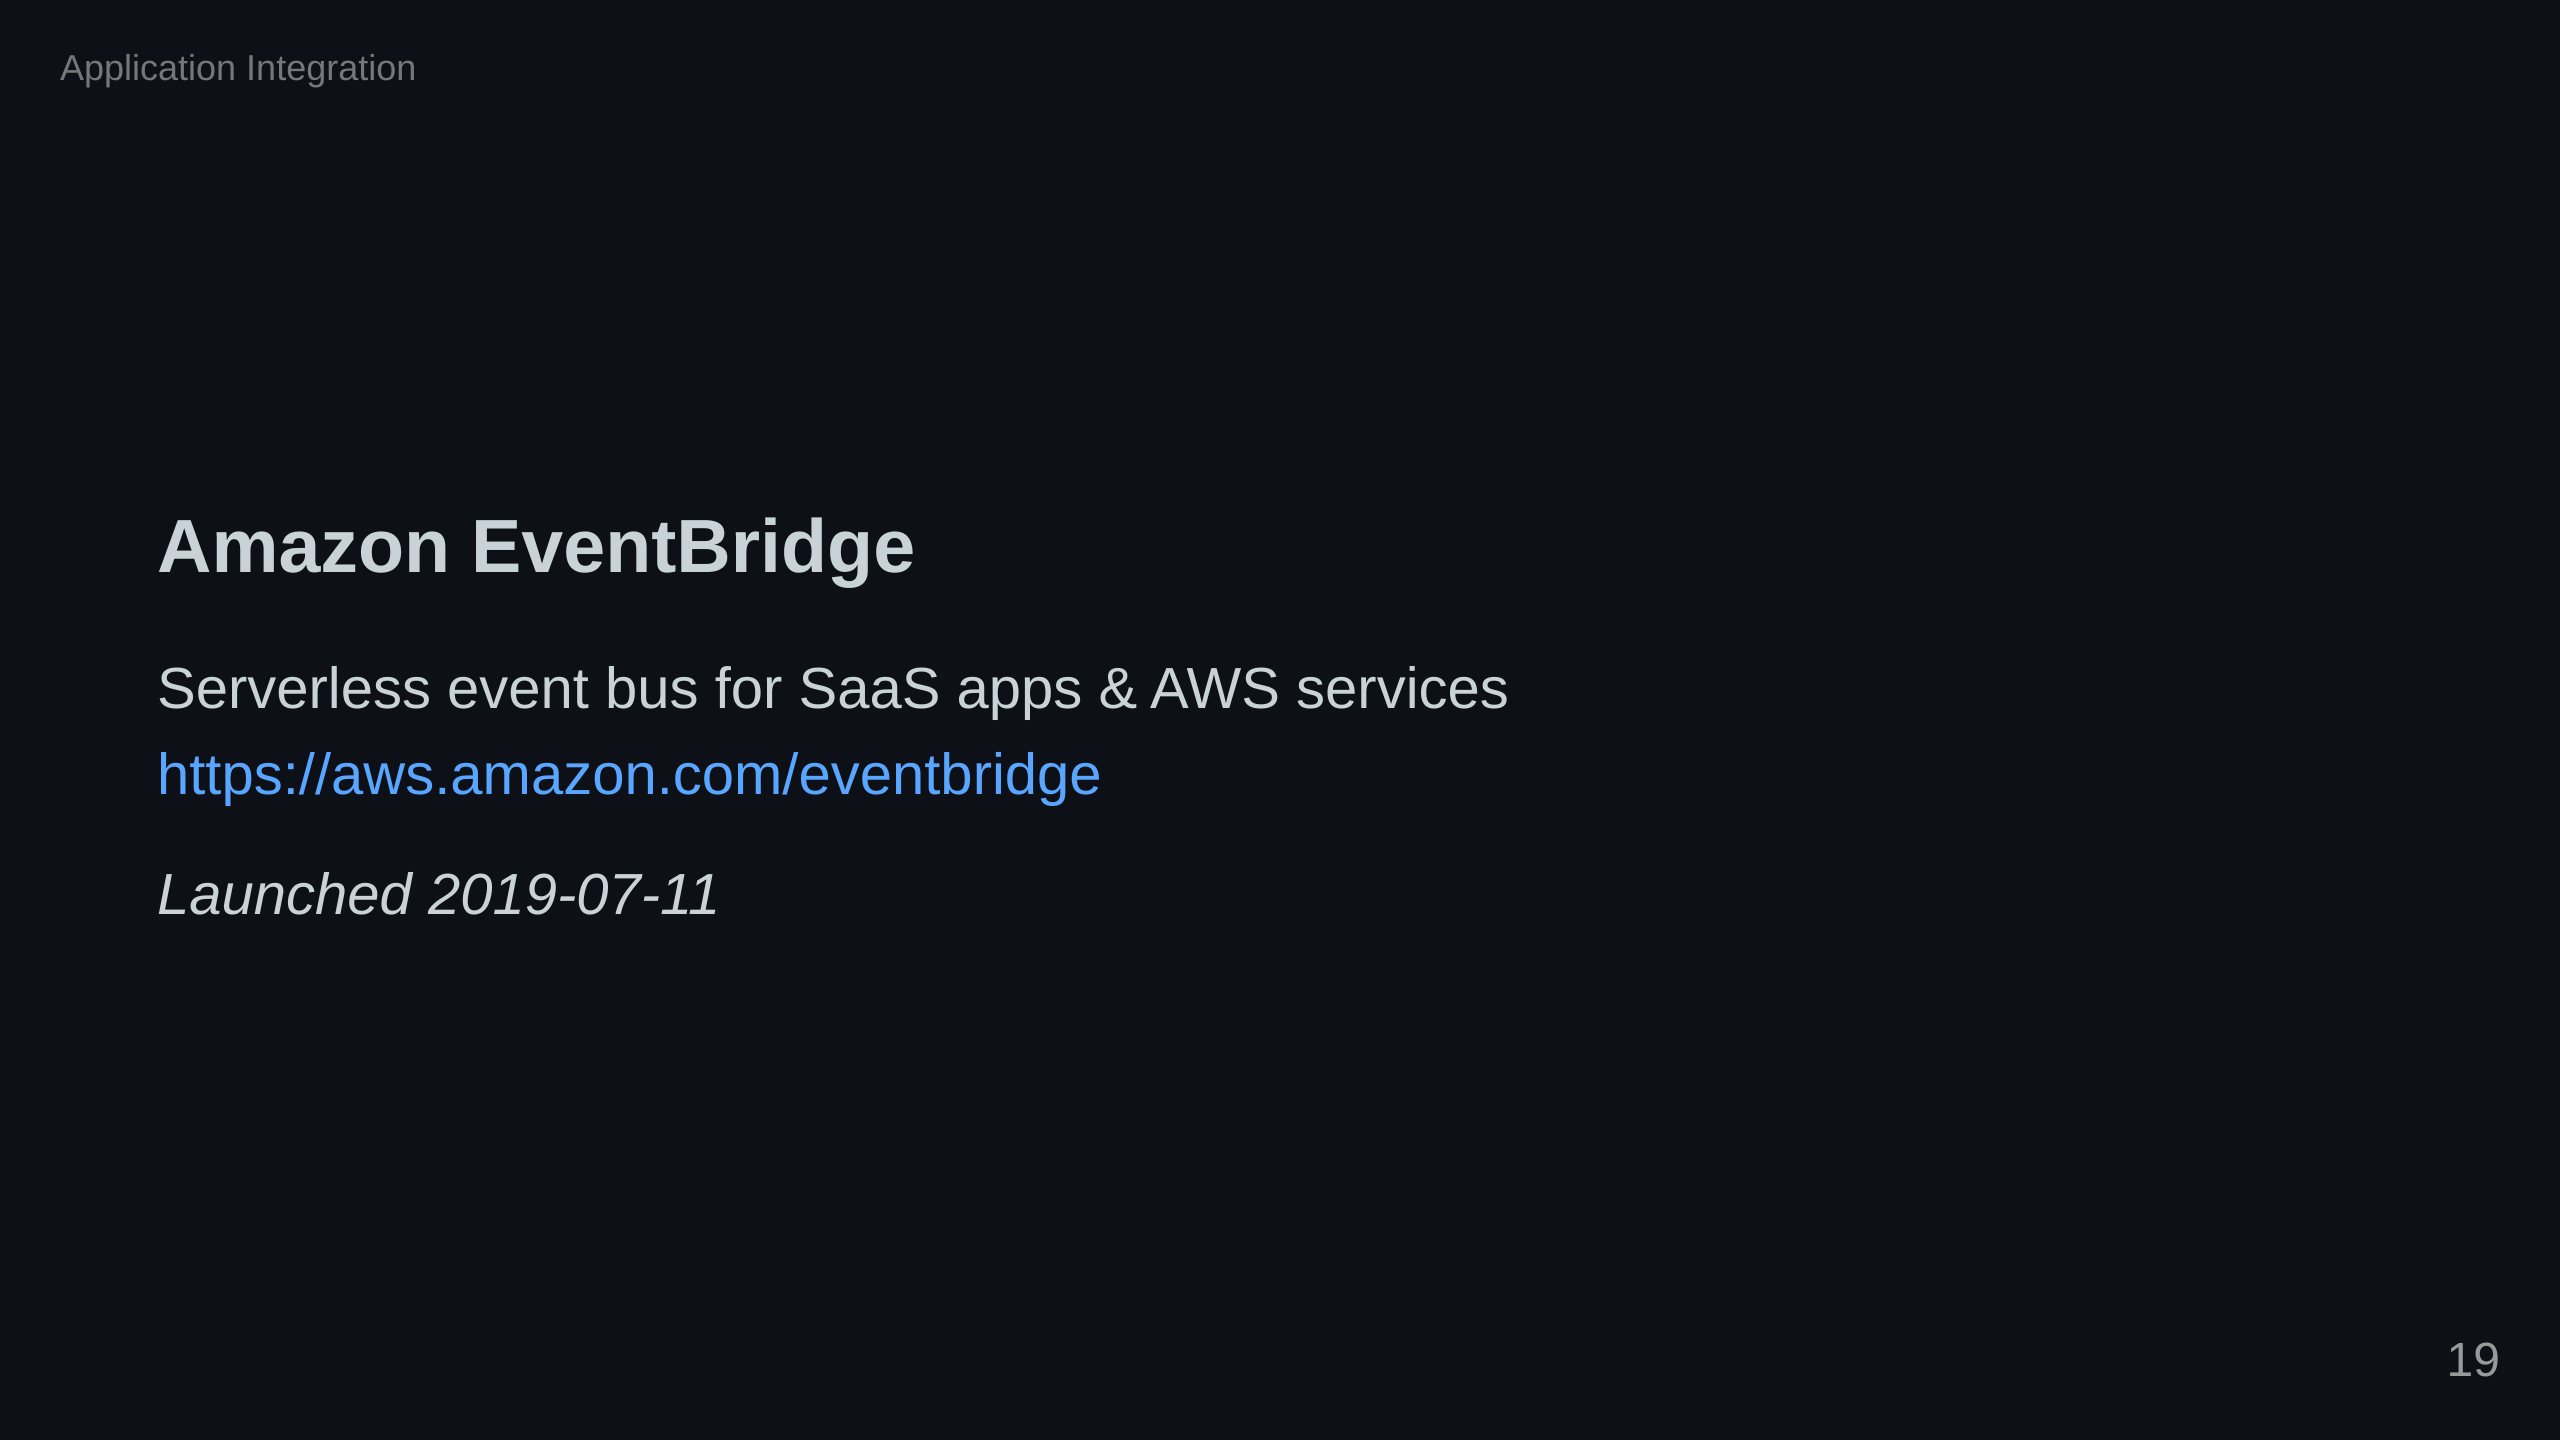 Application Integration
Amazon EventBridge
Serverless event bus for SaaS apps & AWS services
https://aws.amazon.com/eventbridge
Launched 2019-07-11
19